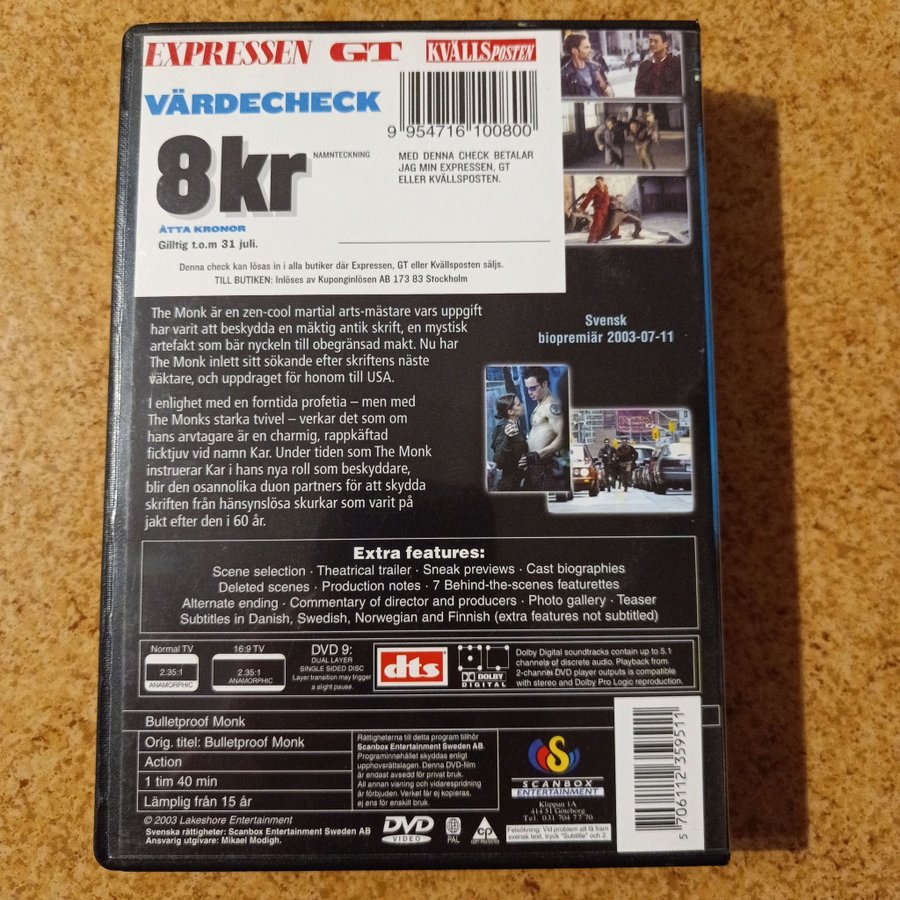 EXPRESSEN GT KVÄLLSPOSTEN
VÄRDECHECK
9 954716 100800
8kr
NAMNTECKNING
MED DENNA CHECK BETALAR
JAG MIN EXPRESSEN, GT
ELLER KVÄLLSPOSTEN.
ÅTTA KRONOR
Gilltig t.o.m 31 juli.
Denna check kan lösas in i alla butiker där Expressen, GT eller Kvällsposten säljs.
TILL BUTIKEN: Inlöses av Kuponginlösen AB 173 83 Stockholm
The Monk är en zen-cool martial arts-mästare vars uppgift
har varit att beskydda en mäktig antik skrift, en mystisk
artefakt som bär nyckeln till obegränsad makt. Nu har
The Monk inlett sitt sökande efter skriftens näste
väktare, och uppdraget för honom till USA.
I enlighet med en forntida profetia – men med
The Monks starka tvivel – verkar det som om
hans arvtagare är en charmig, rappkäftad
ficktjuv vid namn Kar. Under tiden som The Monk
instruerar Kar i hans nya roll som beskyddare,
blir den osannolika duon partners för att skydda
skriften från hänsynslösa skurkar som varit på
jakt efter den i 60 år.
Svensk
biopremiär 2003-07-11
Extra features:
Scene selection · Theatrical trailer · Sneak previews · Cast biographies
Deleted scenes · Production notes · 7 Behind-the-scenes featurettes
Alternate ending · Commentary of director and producers · Photo gallery · Teaser
Subtitles in Danish, Swedish, Norwegian and Finnish (extra features not subtitled)
Normal TV
2.35:1
ANAMORPHIC
16:9 TV
2.35:1
ANAMORPHIC
DVD 9:
DUAL LAYER
SINGLE SIDED DISC
Layer transition may trigger
a slight pause.
dts
DOLBY
DIGITAL
Dolby Digital soundtracks contain up to 5.1
channels of discrete audio. Playback from
2-channel DVD player outputs is compatible
with stereo and Dolby Pro Logic reproduction.
Bulletproof Monk
Orig. titel: Bulletproof Monk
Action
1 tim 40 min
Lämplig från 15 år
Rättigheterna till detta program tillhör
Scanbox Entertainment Sweden AB.
Programinnehållet skyddas enligt
upphovsrättslagen. Denna DVD-film
är endast avsedd för privat bruk.
All annan visning och vidarespridning
är förbjuden. Verket får ej kopieras,
ej ens för enskilt bruk.
SCANBOX
ENTERTAINMENT
Klippan 1A
414 51 Göteborg
Tel. 031 704 77 70
5 706112 359511
© 2003 Lakeshore Entertainment
Svenska rättigheter: Scanbox Entertainment Sweden AB
Ansvarig utgivare: Mikael Modigh.
DVD
VIDEO
PAL
CP
COPY PROTECTED
Felsökning: Vid problem att få fram
svensk text, tryck "Subtitle" och 2.